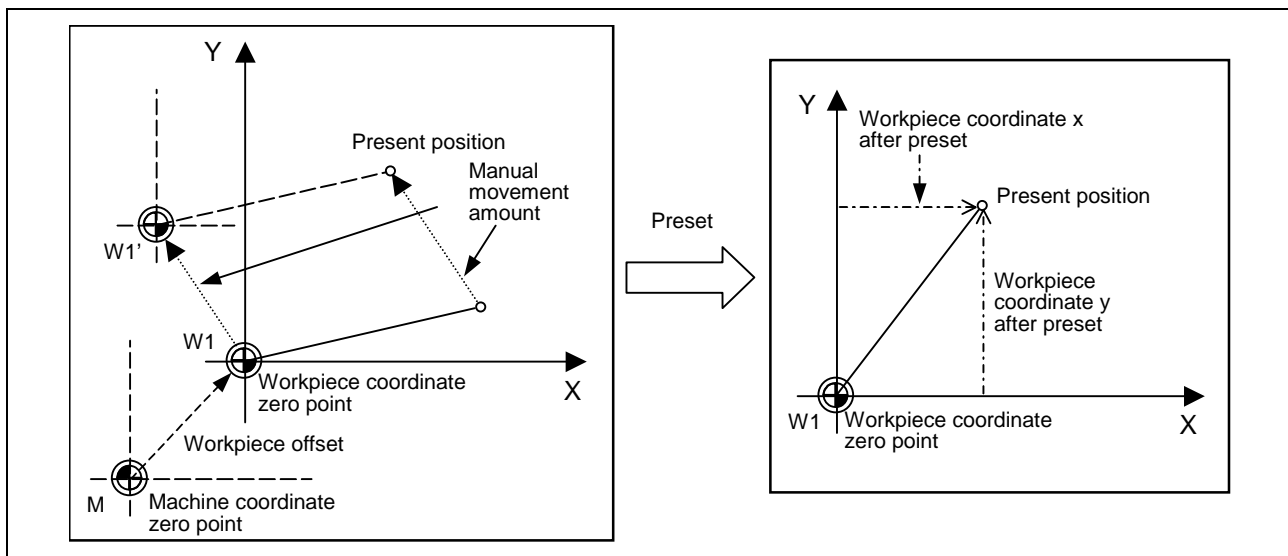 Y
Present position
Manual
movement
amount
W1’
W1
X
Workpiece coordinate
zero point
Workpiece offset
M
Machine coordinate
zero point
Preset
Y
Workpiece coordinate x
after preset
Present position
Workpiece
coordinate y
after preset
W1
Workpiece coordinate
zero point
X